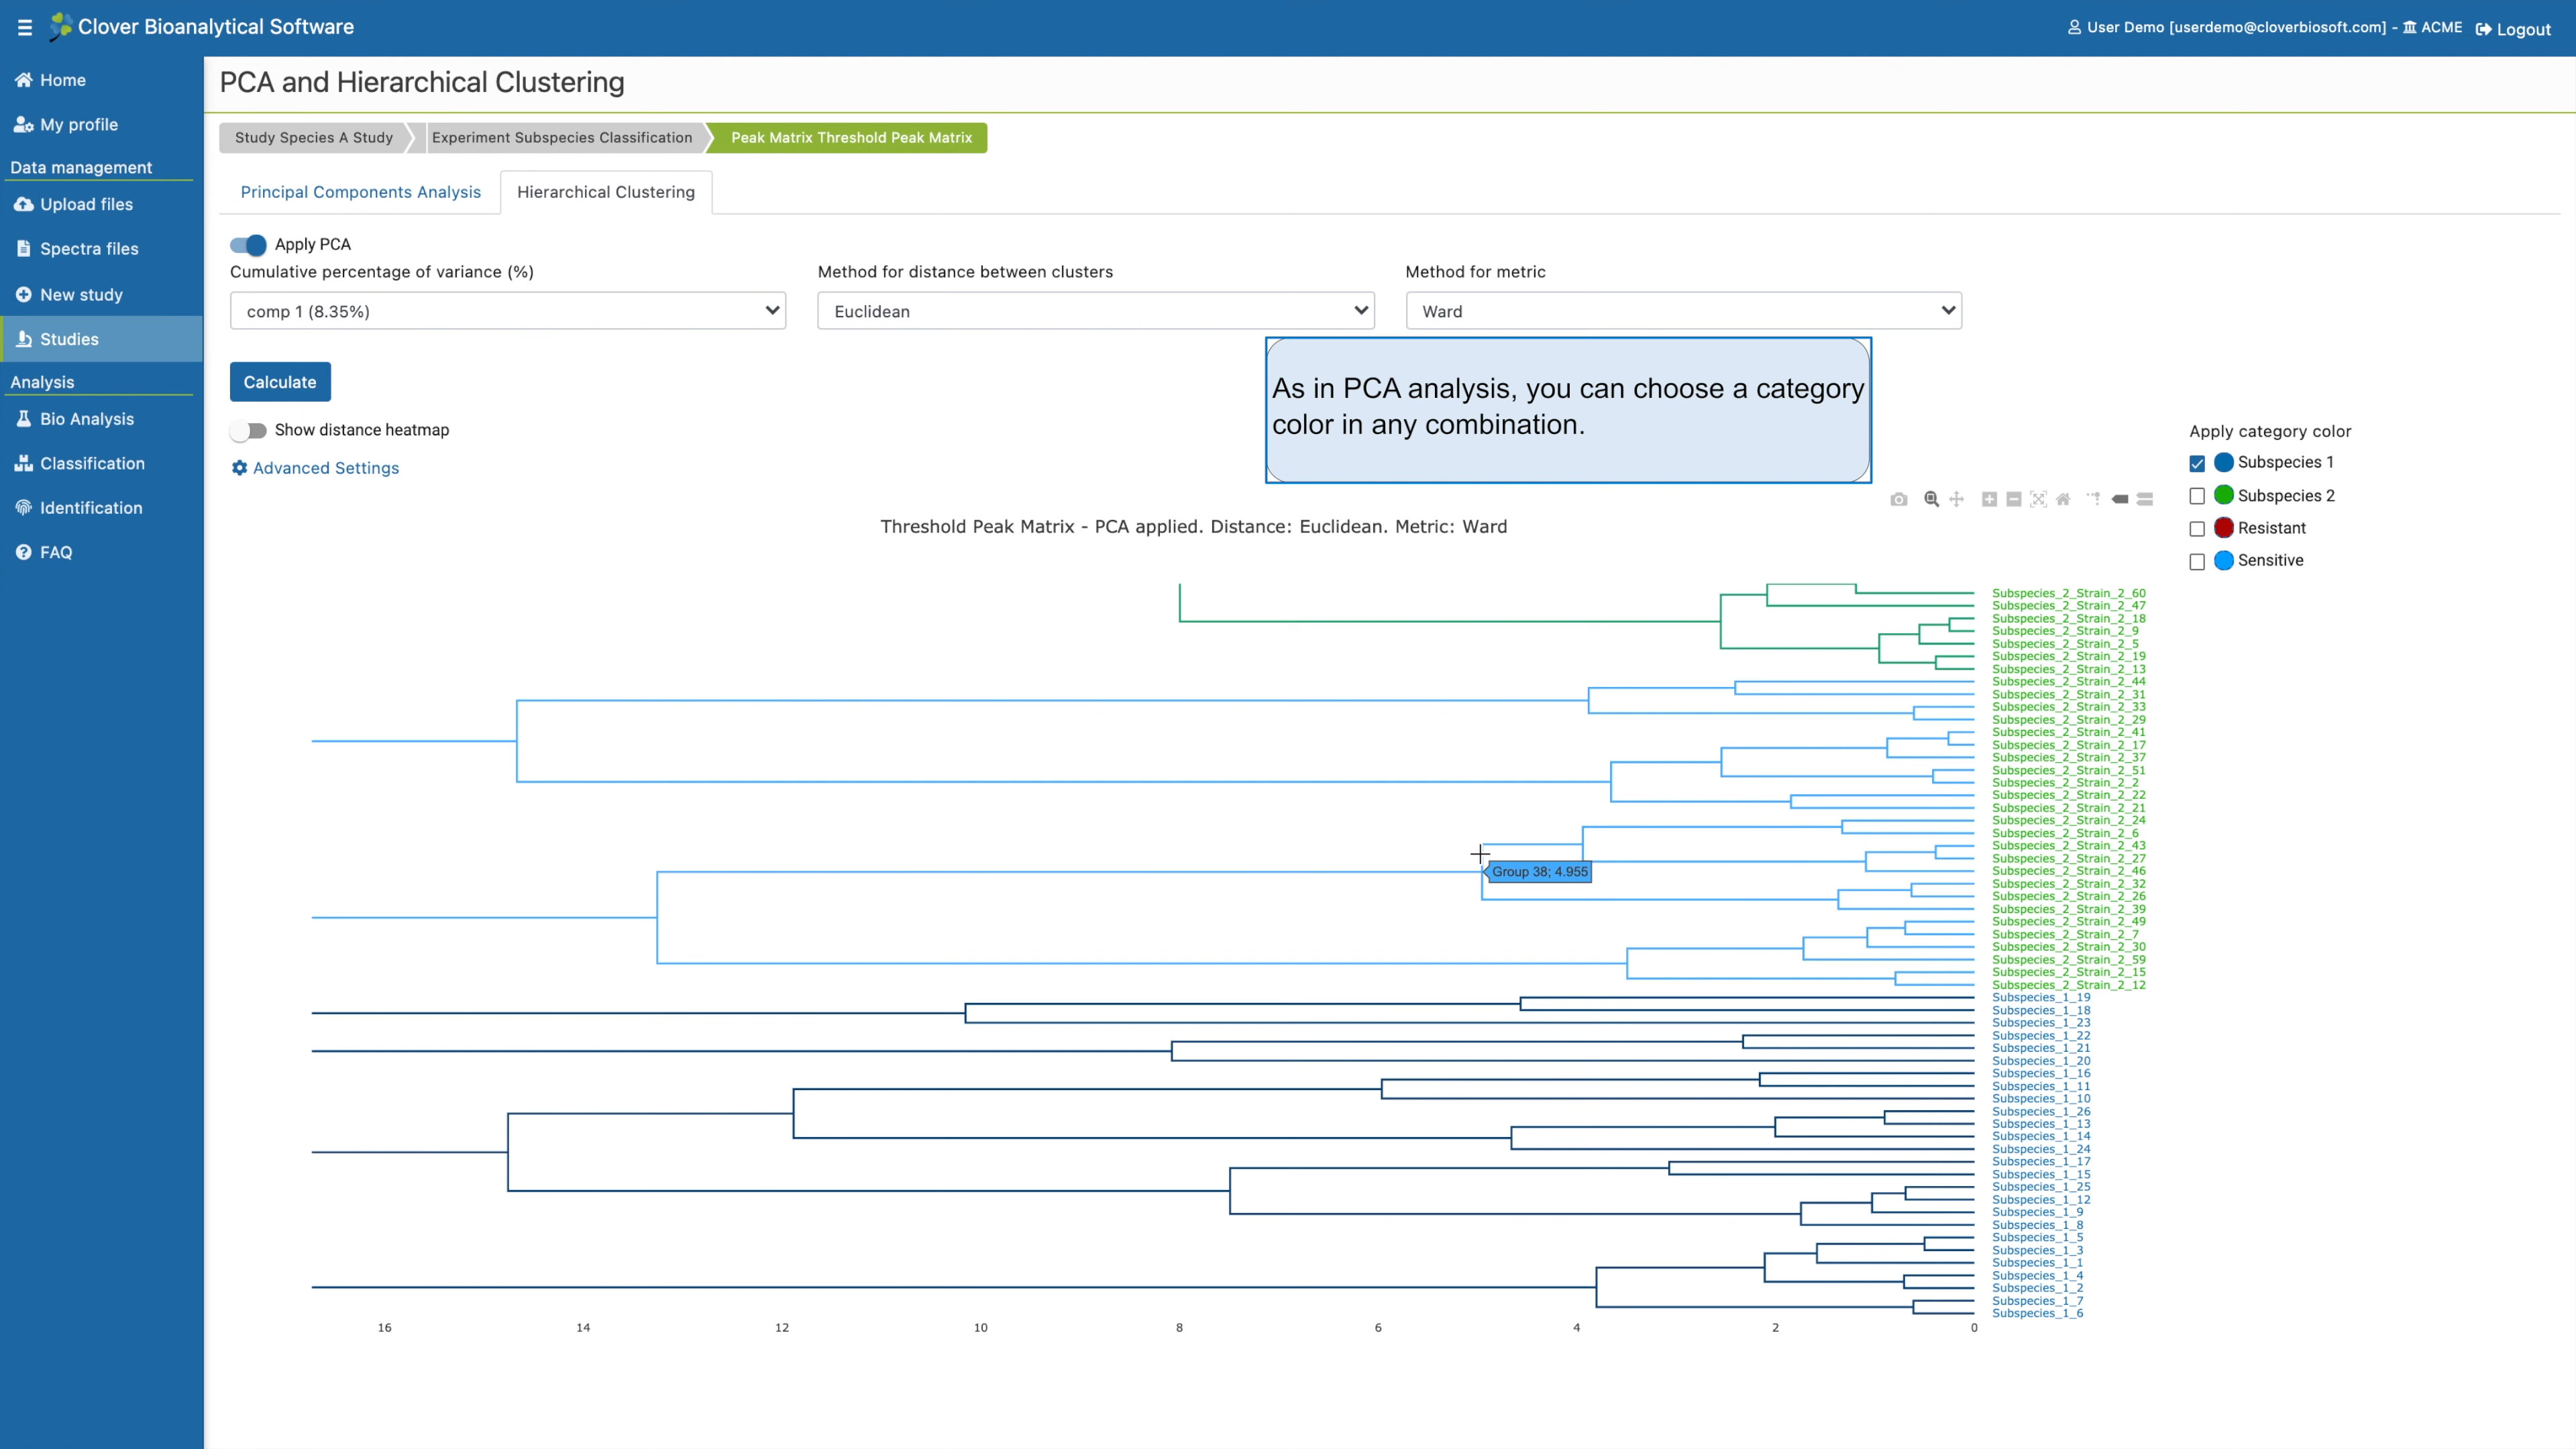 Clover Bioanalytical Software
User Demo [userdemo@cloverbiosoft.com] - ACME Logout
Home
My profile
Data management
Upload files
Spectra files
New study
Studies
Analysis
Bio Analysis
Classification
Identification
FAQ
PCA and Hierarchical Clustering
Study Species A Study Experiment Subspecies Classification Peak Matrix Threshold Peak Matrix
Principal Components Analysis Hierarchical Clustering
Apply PCA
Cumulative percentage of variance (%) Method for distance between clusters Method for metric
comp 1 (8.35%) Euclidean Ward
Calculate
Show distance heatmap
Advanced Settings
As in PCA analysis, you can choose a category
color in any combination.
Apply category color
Subspecies 1
Subspecies 2
Resistant
Sensitive
Threshold Peak Matrix - PCA applied. Distance: Euclidean. Metric: Ward
Subspecies_2_Strain_2_60
Subspecies_2_Strain_2_47
Subspecies_2_Strain_2_18
Subspecies_2_Strain_2_9
Subspecies_2_Strain_2_5
Subspecies_2_Strain_2_19
Subspecies_2_Strain_2_13
Subspecies_2_Strain_2_44
Subspecies_2_Strain_2_31
Subspecies_2_Strain_2_33
Subspecies_2_Strain_2_29
Subspecies_2_Strain_2_41
Subspecies_2_Strain_2_17
Subspecies_2_Strain_2_37
Subspecies_2_Strain_2_51
Subspecies_2_Strain_2_2
Subspecies_2_Strain_2_22
Subspecies_2_Strain_2_21
Subspecies_2_Strain_2_24
Subspecies_2_Strain_2_6
Subspecies_2_Strain_2_43
Subspecies_2_Strain_2_27
Group 38; 4.955
Subspecies_2_Strain_2_46
Subspecies_2_Strain_2_32
Subspecies_2_Strain_2_26
Subspecies_2_Strain_2_39
Subspecies_2_Strain_2_49
Subspecies_2_Strain_2_7
Subspecies_2_Strain_2_30
Subspecies_2_Strain_2_59
Subspecies_2_Strain_2_15
Subspecies_2_Strain_2_12
Subspecies_1_19
Subspecies_1_18
Subspecies_1_23
Subspecies_1_22
Subspecies_1_21
Subspecies_1_20
Subspecies_1_16
Subspecies_1_11
Subspecies_1_10
Subspecies_1_26
Subspecies_1_13
Subspecies_1_14
Subspecies_1_24
Subspecies_1_17
Subspecies_1_15
Subspecies_1_25
Subspecies_1_12
Subspecies_1_9
Subspecies_1_8
Subspecies_1_5
Subspecies_1_3
Subspecies_1_1
Subspecies_1_4
Subspecies_1_2
Subspecies_1_7
Subspecies_1_6
16 14 12 10 8 6 4 2 0